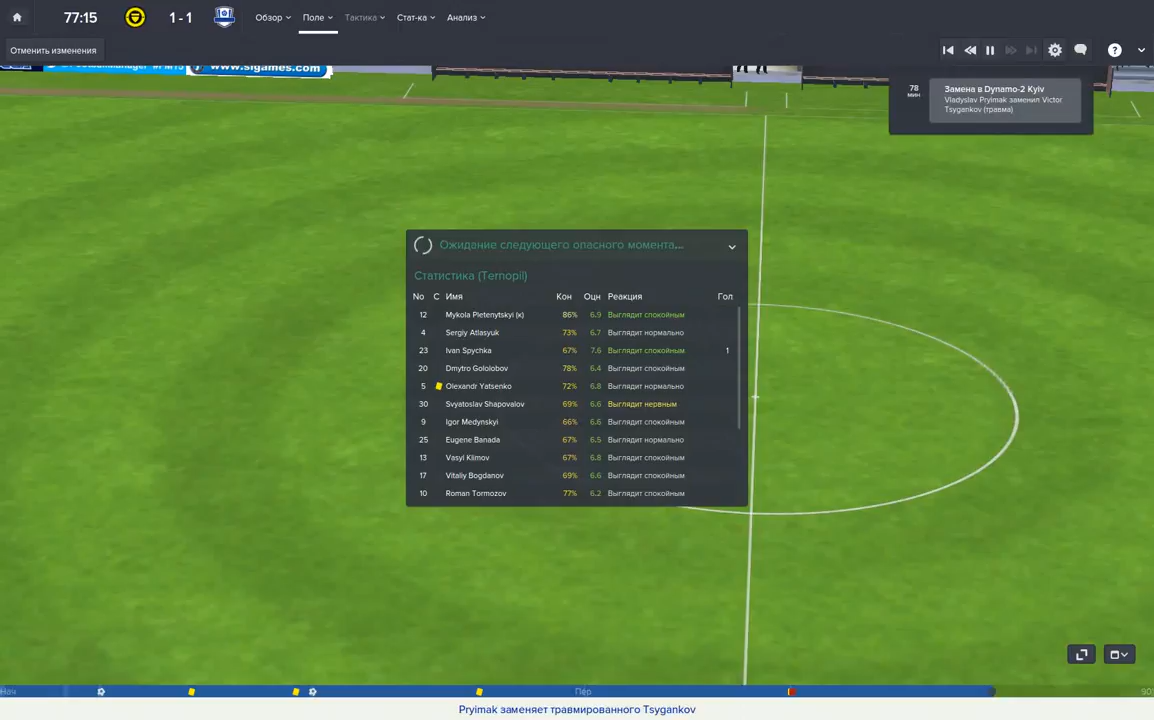 77:15
1 - 1
Обзор Поле Тактика Стат-ка Анализ
Отменить изменения
?
www.sigames.com
78 мин
Замена в Dynamo-2 Kyiv
Vladyslav Pryimak заменил Victor
Tsygankov (травма)
Ожидание следующего опасного момента...
Статистика (Ternopil)
No С Имя Кон Оцн Реакция Гол
12 Mykola Pletenytskyi (к) 86% 6.9 Выглядит спокойным
4 Sergiy Atlasyuk 73% 6.7 Выглядит нормально
23 Ivan Spychka 67% 7.6 Выглядит спокойным 1
20 Dmytro Gololobov 78% 6.4 Выглядит спокойным
5 Olexandr Yatsenko 72% 6.8 Выглядит нормально
30 Svyatoslav Shapovalov 69% 6.6 Выглядит нервным
9 Igor Medynskyi 66% 6.6 Выглядит спокойным
25 Eugene Banada 67% 6.5 Выглядит нормально
13 Vasyl Klimov 67% 6.8 Выглядит спокойным
17 Vitaliy Bogdanov 69% 6.6 Выглядит спокойным
10 Roman Tormozov 77% 6.2 Выглядит спокойным
Нач Пер 90
Pryimak заменяет травмированного Tsygankov